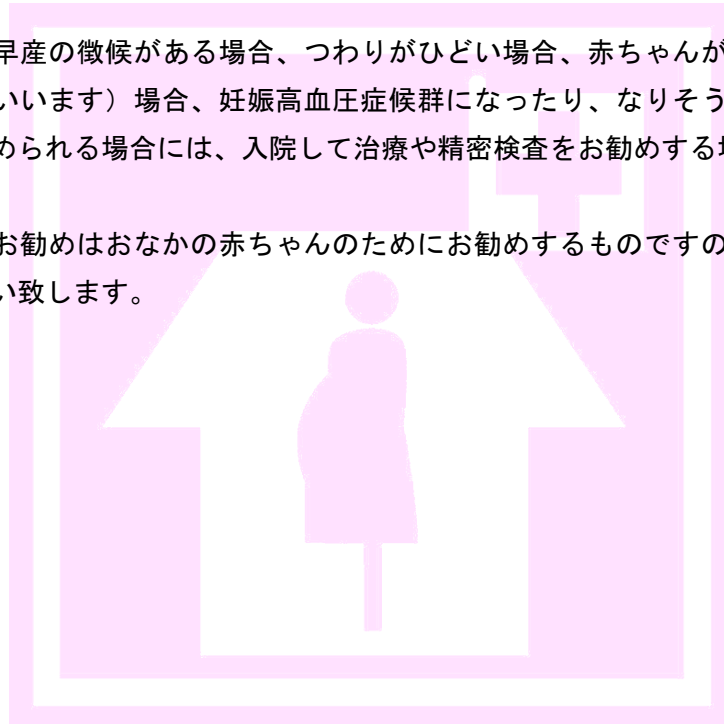 早産の徴候がある場合、つわりがひどい場合、赤ちゃんが
いいます）場合、妊娠高血圧症候群になったり、なりそう
められる場合には、入院して治療や精密検査をお勧めする
お勧めはおなかの赤ちゃんのためにお勧めするものですの
い致します。